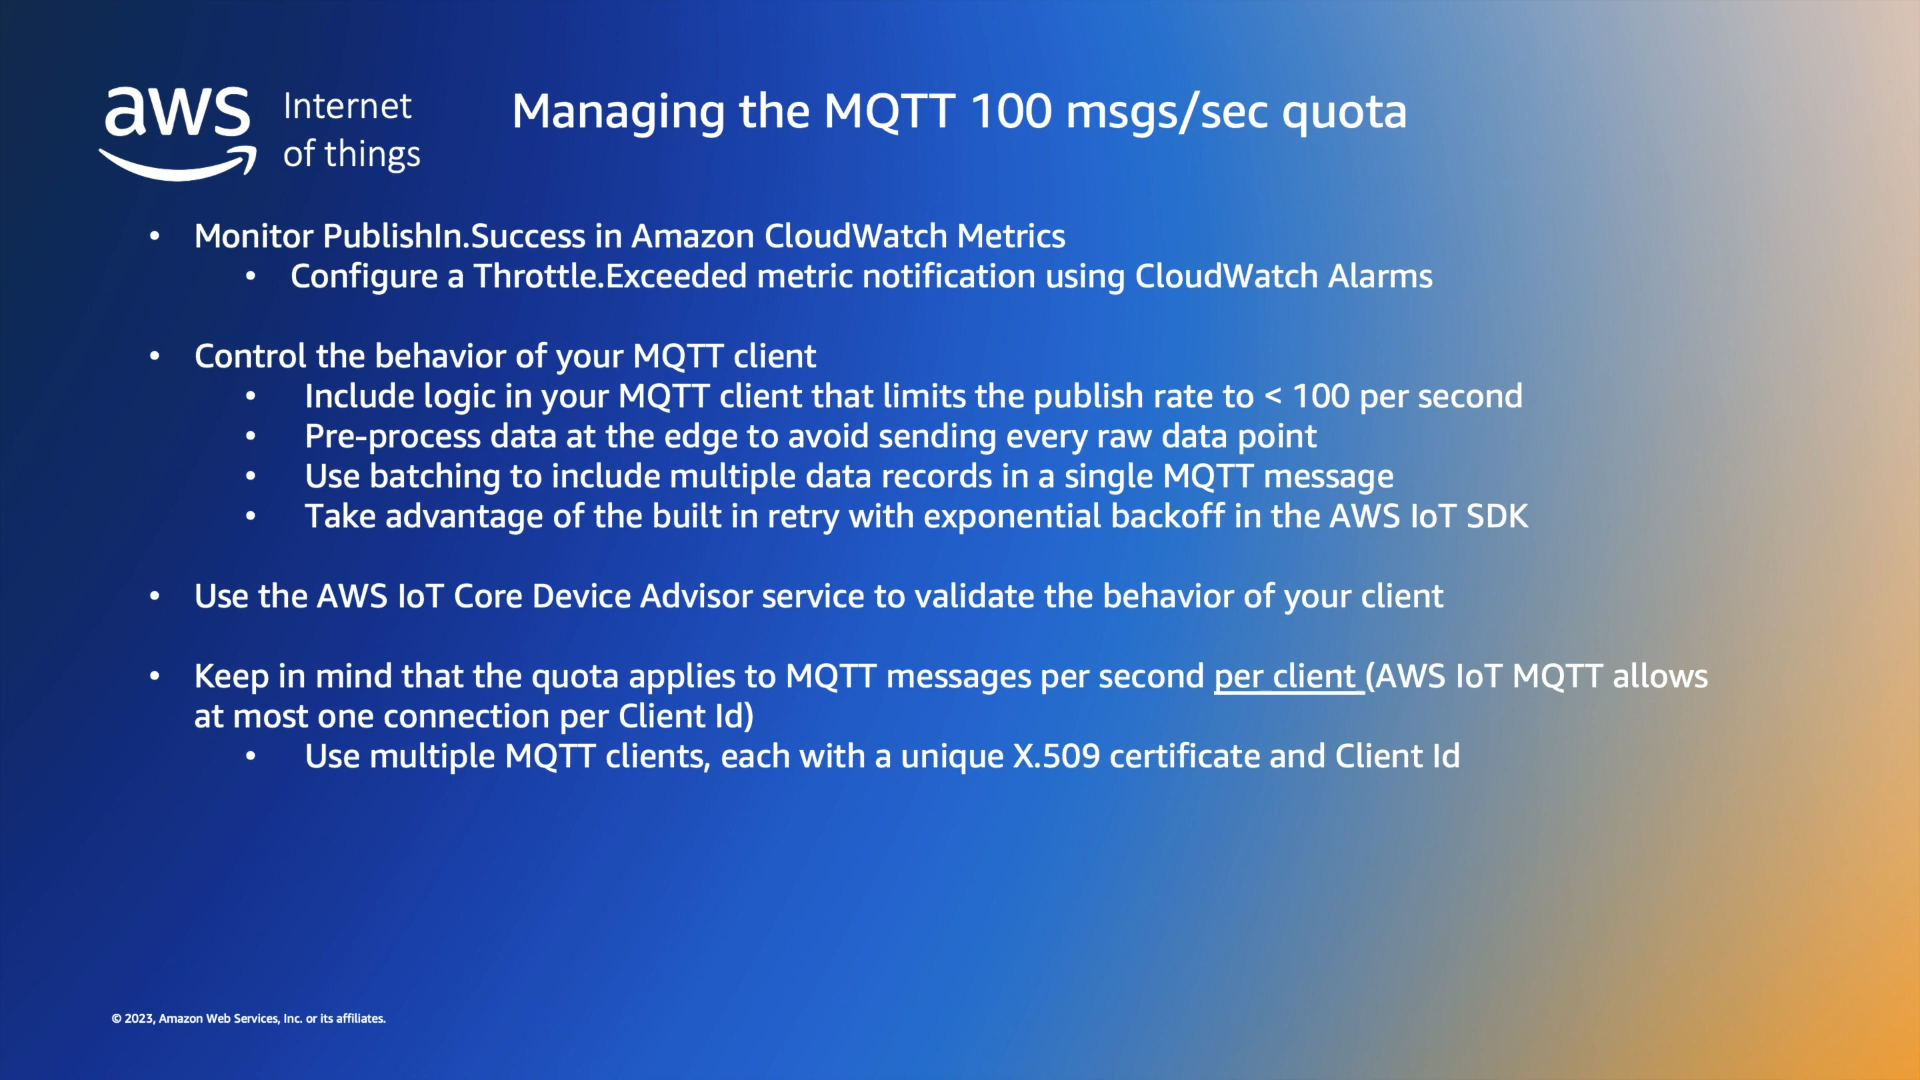 aws
Internet
of things
Managing the MQTT 100 msgs/sec quota
• Monitor PublishIn.Success in Amazon CloudWatch Metrics
• Configure a Throttle.Exceeded metric notification using CloudWatch Alarms
• Control the behavior of your MQTT client
• Include logic in your MQTT client that limits the publish rate to < 100 per second
• Pre-process data at the edge to avoid sending every raw data point
• Use batching to include multiple data records in a single MQTT message
• Take advantage of the built in retry with exponential backoff in the AWS IoT SDK
• Use the AWS IoT Core Device Advisor service to validate the behavior of your client
• Keep in mind that the quota applies to MQTT messages per second per client (AWS IoT MQTT allows
at most one connection per Client Id)
• Use multiple MQTT clients, each with a unique X.509 certificate and Client Id
© 2023, Amazon Web Services, Inc. or its affiliates.